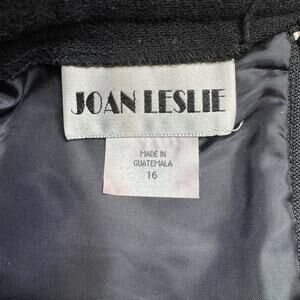 JOAN LESLIE
MADE IN
GUATEMALA
16